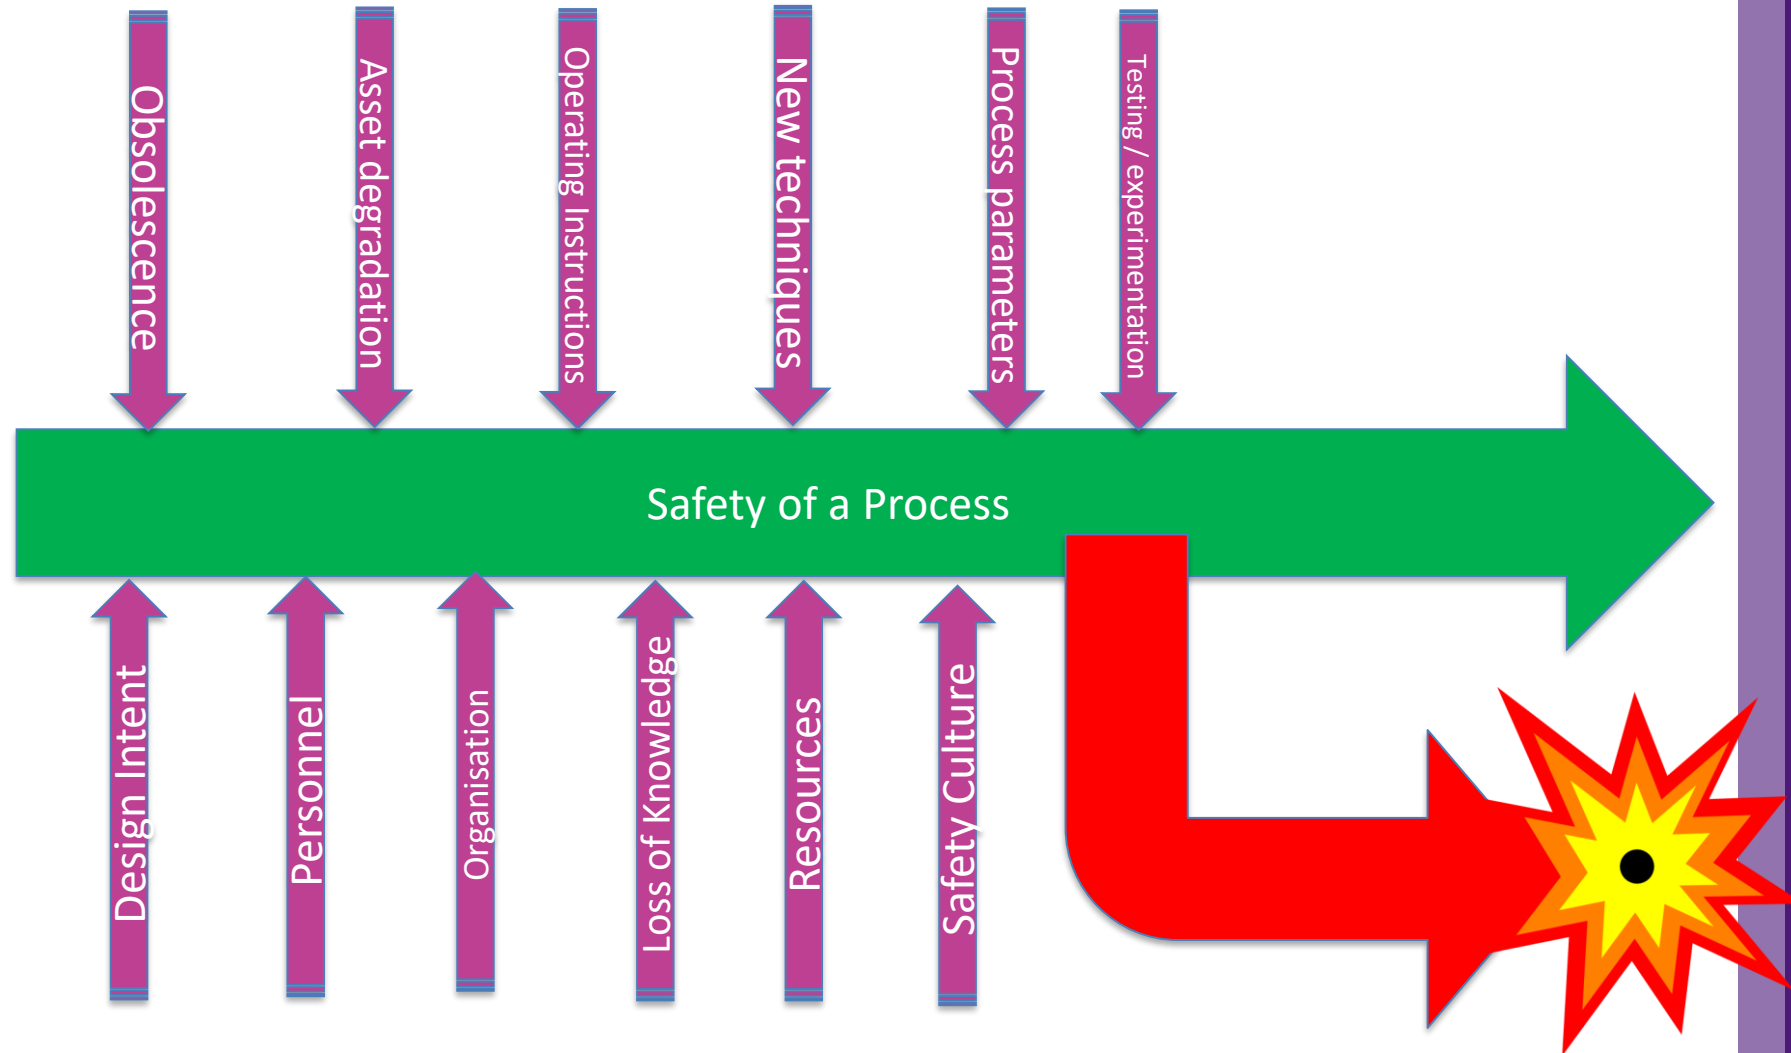 Obsolescence
Asset degradation
Operating Instructions
New techniques
Process parameters
Testing / experimentation
Safety of a Process
Design Intent
Personnel
Organisation
Loss of Knowledge
Resources
Safety Culture